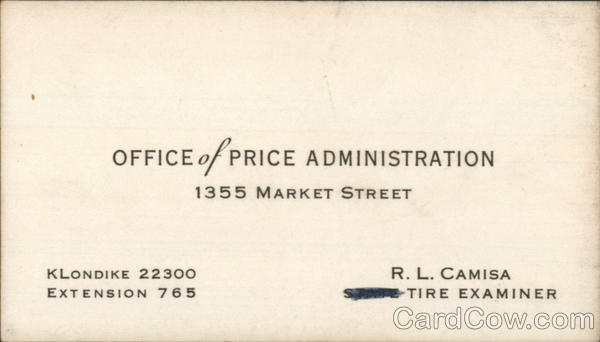 OFFICE of PRICE ADMINISTRATION
1355 MARKET STREET
KLONDIKE 22300
EXTENSION 765
R. L. CAMISA
TIRE EXAMINER
CardCow.com